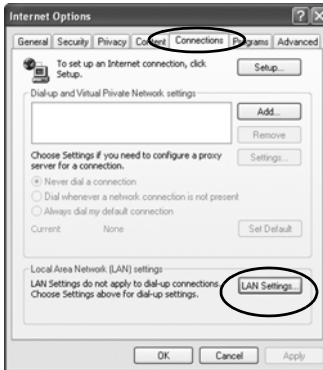 Internet Options
General Security Privacy Content Connections Programs Advanced
To set up an Internet connection, click
Setup.
Setup...
Dial-up and Virtual Private Network settings
Add...
Remove
Choose Settings if you need to configure a proxy
server for a connection.
Settings...
Never dial a connection
Dial whenever a network connection is not present
Always dial my default connection
Current None
Set Default
Local Area Network (LAN) settings
LAN Settings do not apply to dial-up connections.
Choose Settings above for dial-up settings.
LAN Settings...
OK Cancel Apply